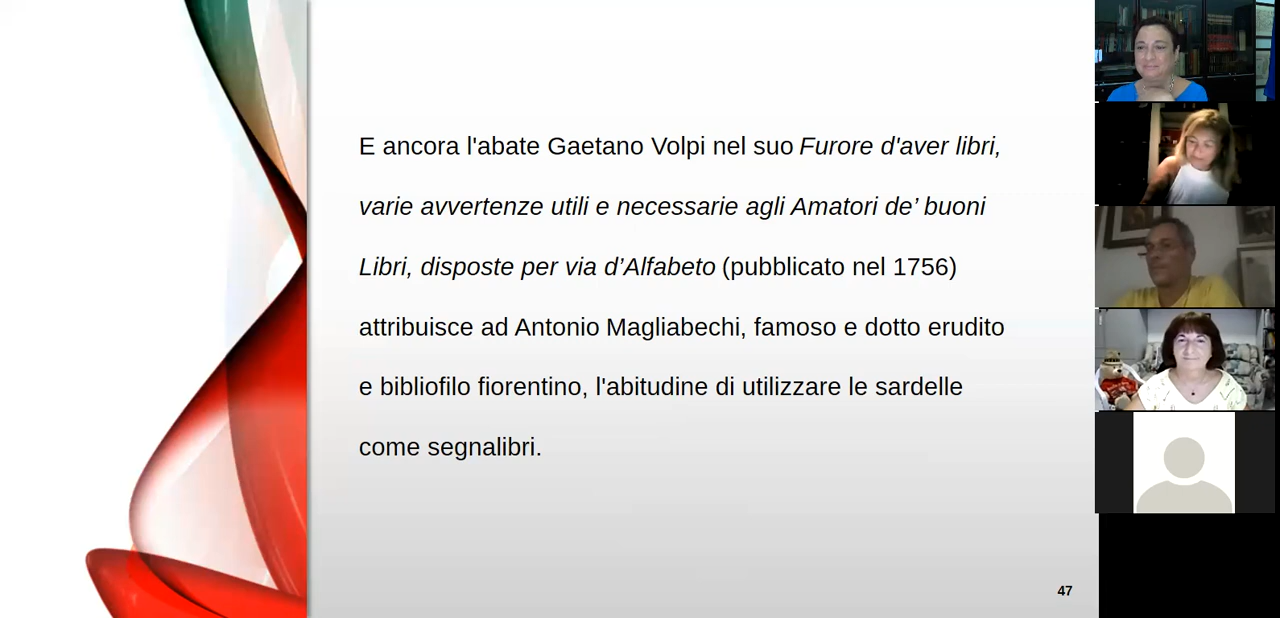 E ancora l'abate Gaetano Volpi nel suo Furore d'aver libri,
varie avvertenze utili e necessarie agli Amatori de’ buoni
Libri, disposte per via d’Alfabeto (pubblicato nel 1756)
attribuisce ad Antonio Magliabechi, famoso e dotto erudito
e bibliofilo fiorentino, l'abitudine di utilizzare le sardelle
come segnalibri.
47